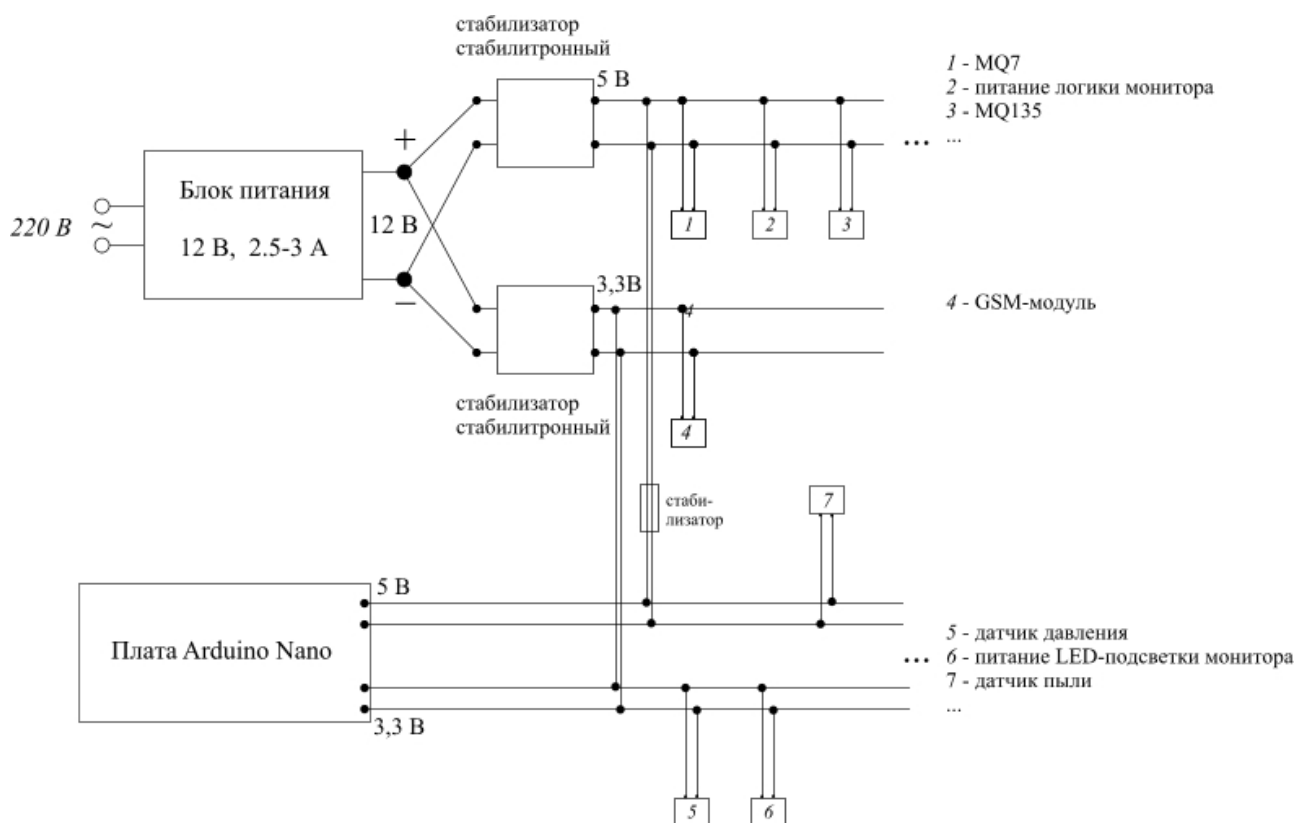 стабилизатор
стабилитронный
5 В
1 - MQ7
2 - питание логики монитора
3 - MQ135
...
...
+
Блок питания
12 В, 2.5-3 А
220 В
~
12 В
1
2
3
−
3,3В
4
4 - GSM-модуль
стабилизатор
стабилитронный
4
7
стаби-
лизатор
5 В
Плата Arduino Nano
3,3 В
5 - датчик давления
... 6 - питание LED-подсветки монитора
7 - датчик пыли
...
5
6